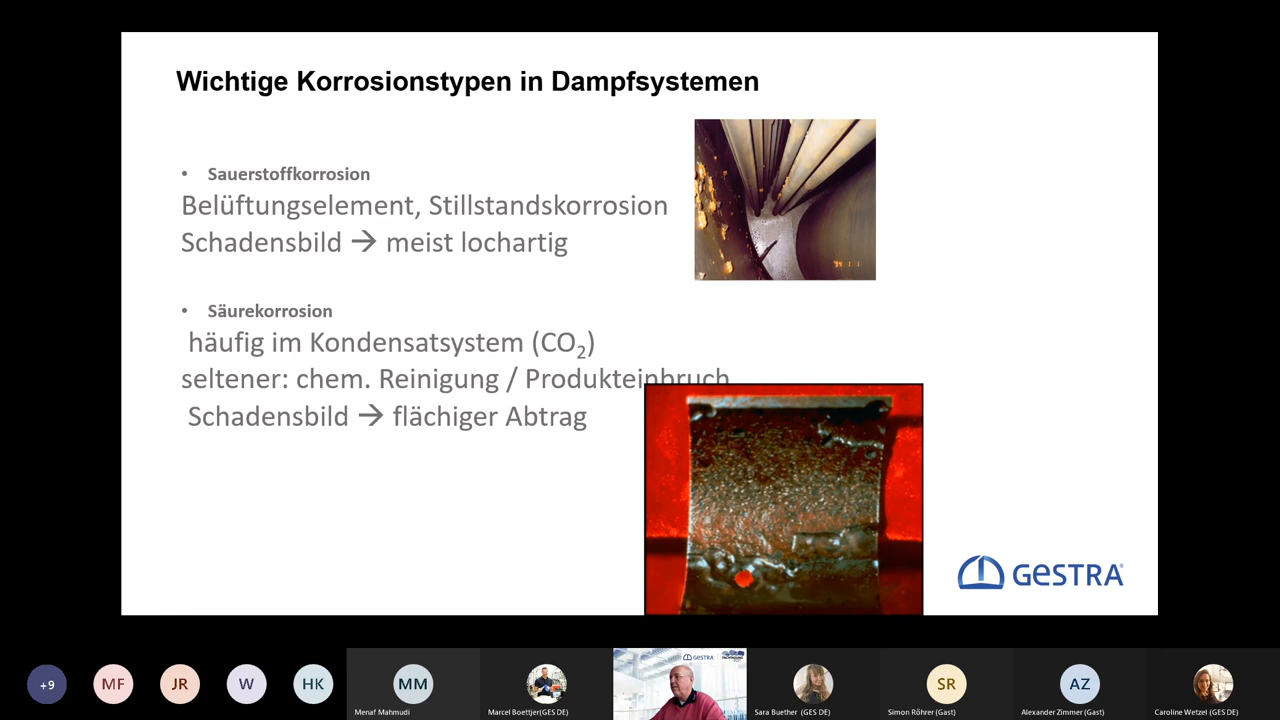 Wichtige Korrosionstypen in Dampfsystemen
• Sauerstoffkorrosion
Belüftungselement, Stillstandskorrosion
Schadensbild → meist lochartig
• Säurekorrosion
häufig im Kondensatsystem (CO₂)
seltener: chem. Reinigung / Produkteinbruch
Schadensbild → flächiger Abtrag
GESTRA®
+9
MF
JR
W
HK
MM
Menaf Mahmudi
Marcel Boettjer(GES DE)
GESTRA
Sara Buether (GES DE)
SR
Simon Röhrer (Gast)
AZ
Alexander Zimmer (Gast)
Caroline Wetzel (GES DE)